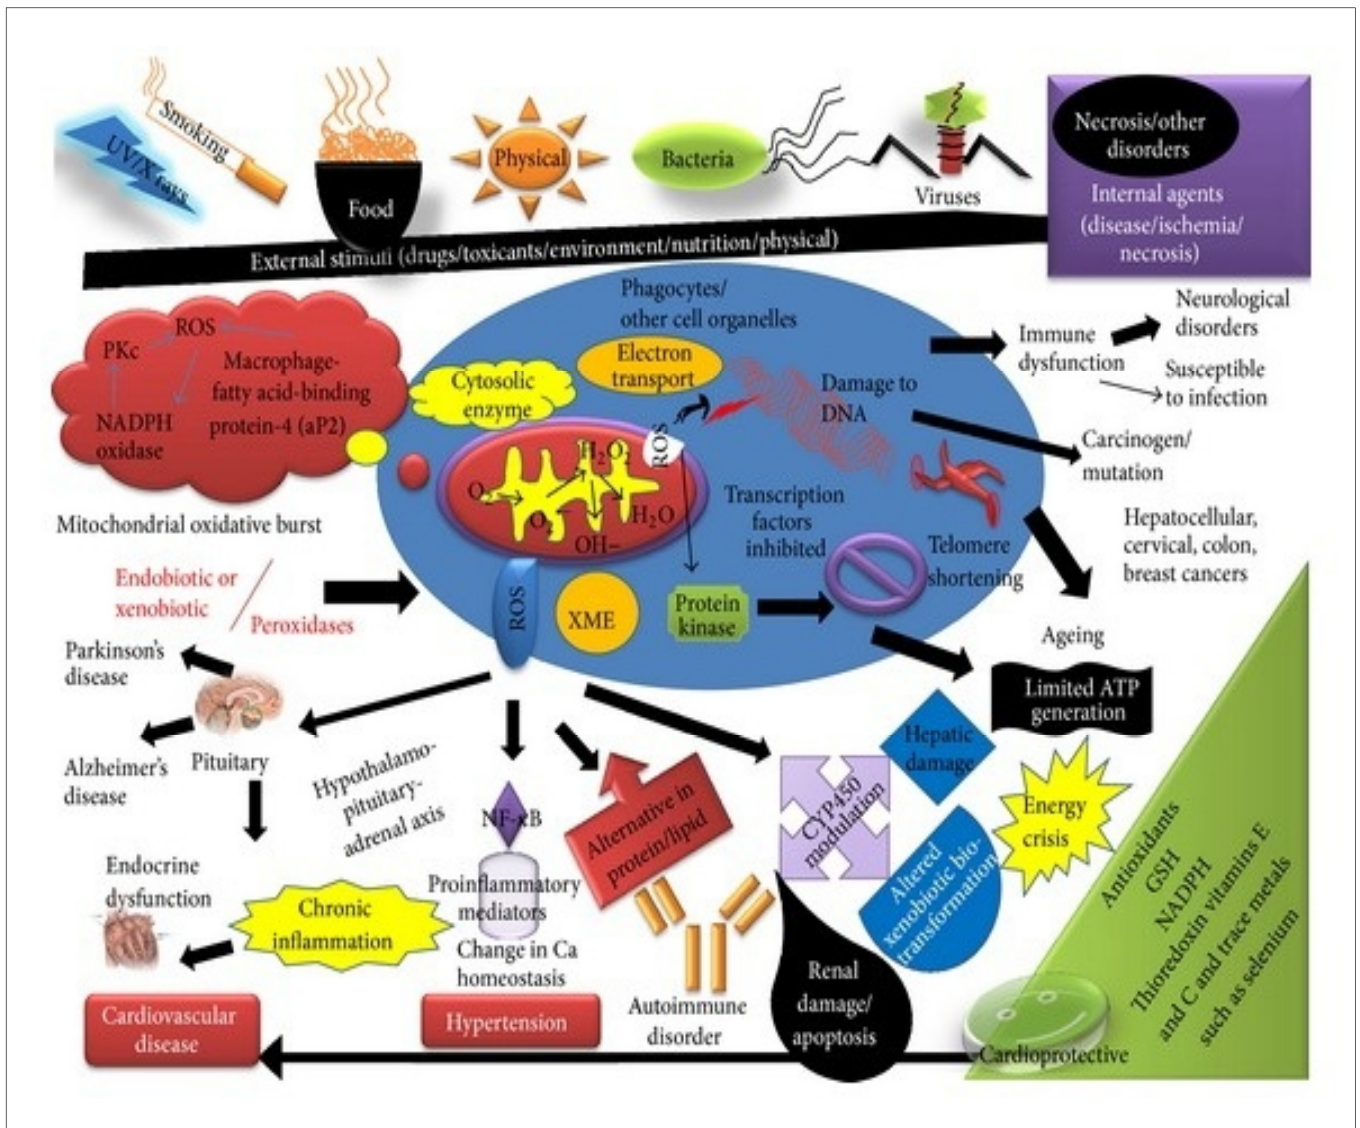 Smoking
UV/X rays
Food
Physical
Bacteria
Viruses
Necrosis/other
disorders
Internal agents
(disease/ischemia/
necrosis)
External stimuli (drugs/toxicants/environment/nutrition/physical)
ROS
PKc
Macrophage-
fatty acid-binding
protein-4 (aP2)
NADPH
oxidase
Mitochondrial oxidative burst
Phagocytes/
other cell organelles
Electron
transport
Cytosolic
enzyme
Damage to
DNA
ROS
H₂O₂
O₂
O₂⁻
H₂O
OH−
Transcription
factors
inhibited
Telomere
shortening
ROS
XME
Protein
kinase
Immune
dysfunction
Neurological
disorders
Susceptible
to infection
Carcinogen/
mutation
Hepatocellular,
cervical, colon,
breast cancers
Ageing
Limited ATP
generation
Endobiotic or
xenobiotic
Peroxidases
Parkinson's
disease
Alzheimer's
disease
Pituitary
Hypothalamo-
pituitary-
adrenal axis
Endocrine
dysfunction
Chronic
inflammation
NF-κB
Proinflammatory
mediators
Change in Ca
homeostasis
Hypertension
Cardiovascular
disease
Alternative in
protein/lipid
Autoimmune
disorder
CYP450
modulation
Hepatic
damage
Altered
xenobiotic bio-
transformation
Energy
crisis
Renal
damage/
apoptosis
Antioxidants
GSH
NADPH
Thioredoxin vitamins E
and C and trace metals
such as selenium
Cardioprotective